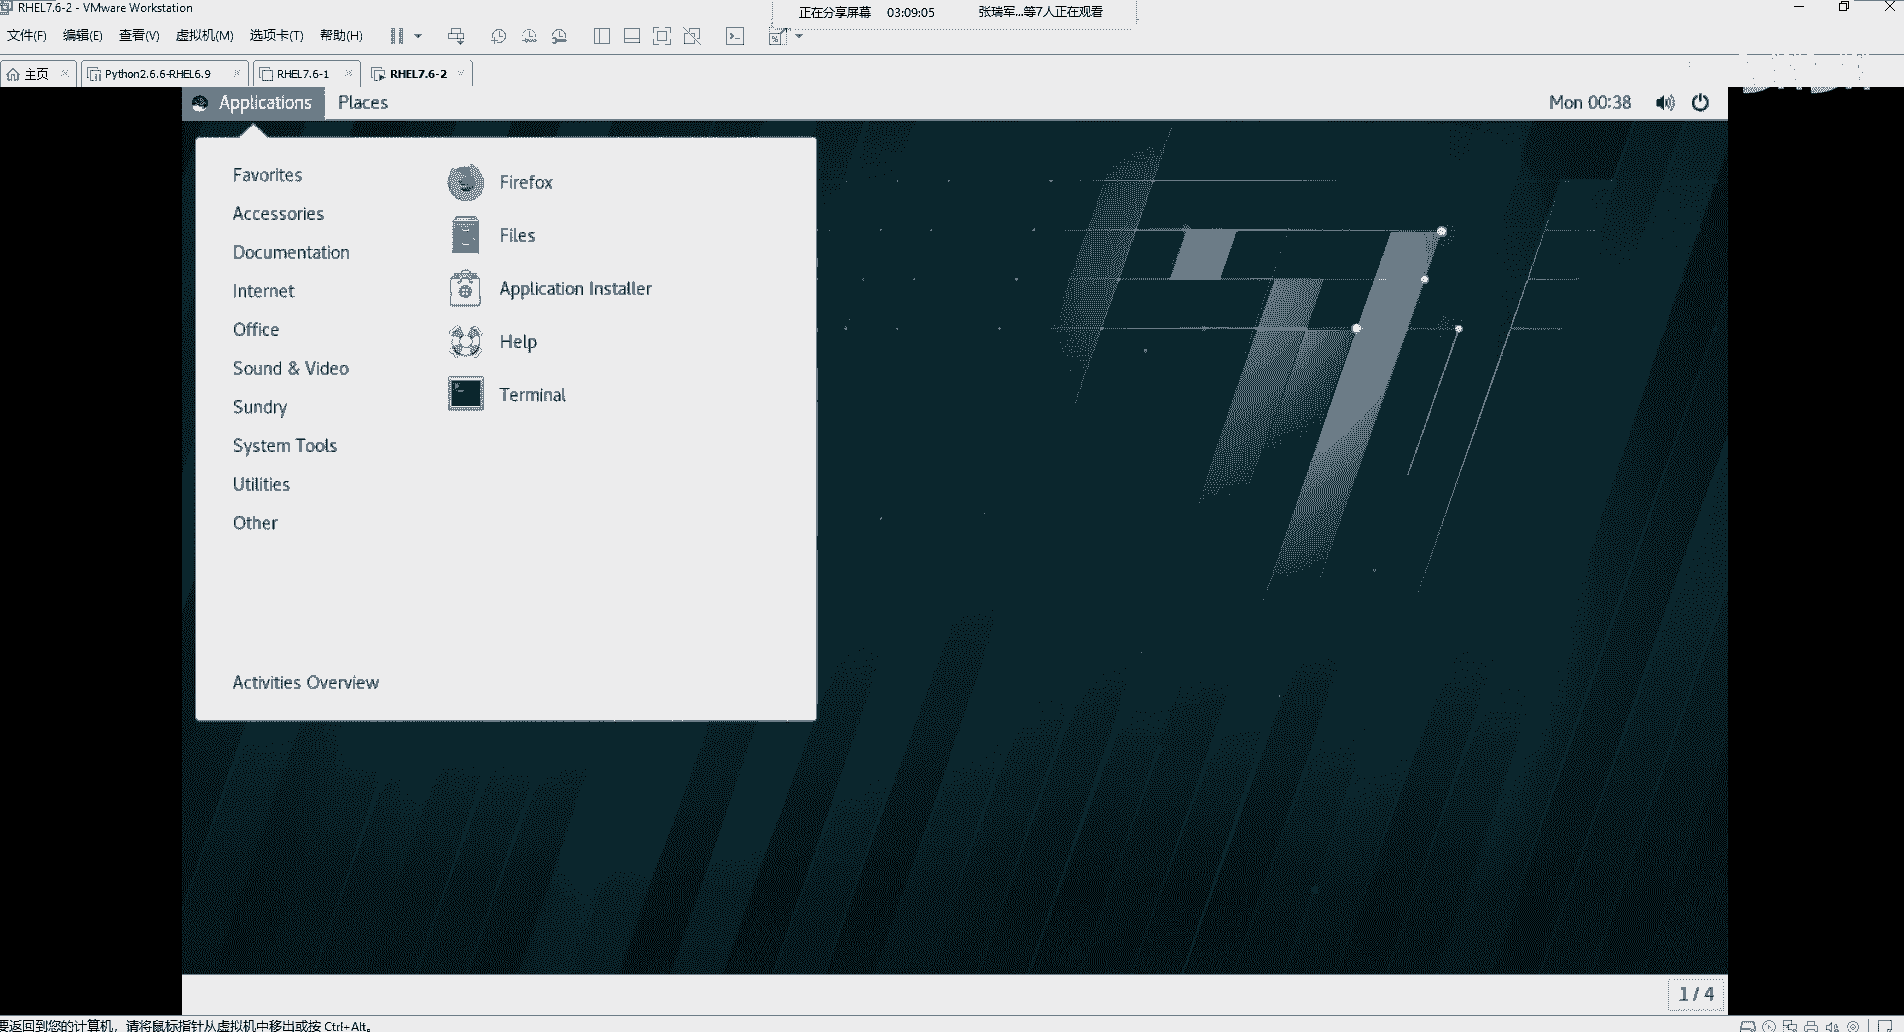 RHEL7.6-2 - VMware Workstation
正在分享屏幕 03:09:05 张瑞军...等7人正在观看
文件(F) 编辑(E) 查看(V) 虚拟机(M) 选项卡(T) 帮助(H)
主页 Python2.6.6-RHEL6.9 RHEL7.6-1 RHEL7.6-2
Applications Places Mon 00:38
Favorites
Accessories
Documentation
Internet
Office
Sound & Video
Sundry
System Tools
Utilities
Other
Activities Overview
Firefox
Files
Application Installer
Help
Terminal
1 / 4
要返回到您的计算机，请将鼠标指针从虚拟机中移出或按 Ctrl+Alt。